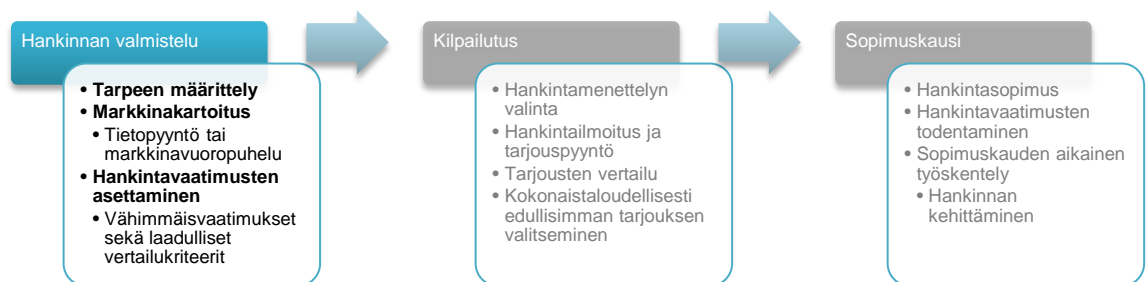 Hankinnan valmistelu
• Tarpeen määrittely
• Markkinakartoitus
• Tietopyyntö tai
markkinavuoropuhelu
• Hankintavaatimusten
asettaminen
• Vähimmäisvaatimukset
sekä laadulliset
vertailukriteerit
Kilpailutus
• Hankintamenettelyn
valinta
• Hankintailmoitus ja
tarjouspyyntö
• Tarjousten vertailu
• Kokonaistaloudellisesti
edullisimman tarjouksen
valitseminen
Sopimuskausi
• Hankintasopimus
• Hankintavaatimusten
todentaminen
• Sopimuskauden aikainen
työskentely
• Hankinnan
kehittäminen